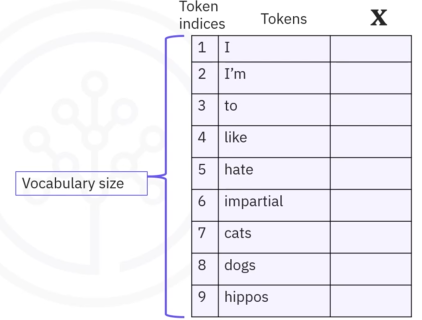 Token
indices
Tokens
X
1 I
2 I’m
3 to
4 like
5 hate
6 impartial
7 cats
8 dogs
9 hippos
Vocabulary size